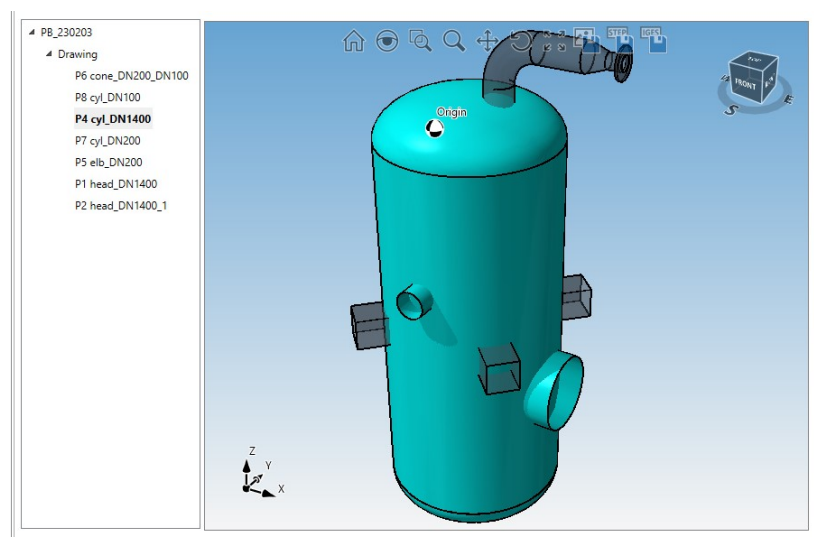 PB_230203
Drawing
P6 cone_DN200_DN100
P8 cyl_DN100
P4 cyl_DN1400
P7 cyl_DN200
P5 elb_DN200
P1 head_DN1400
P2 head_DN1400_1
STEP
IGES
Origin
TOP
FRONT
S
E
Z
Y
X